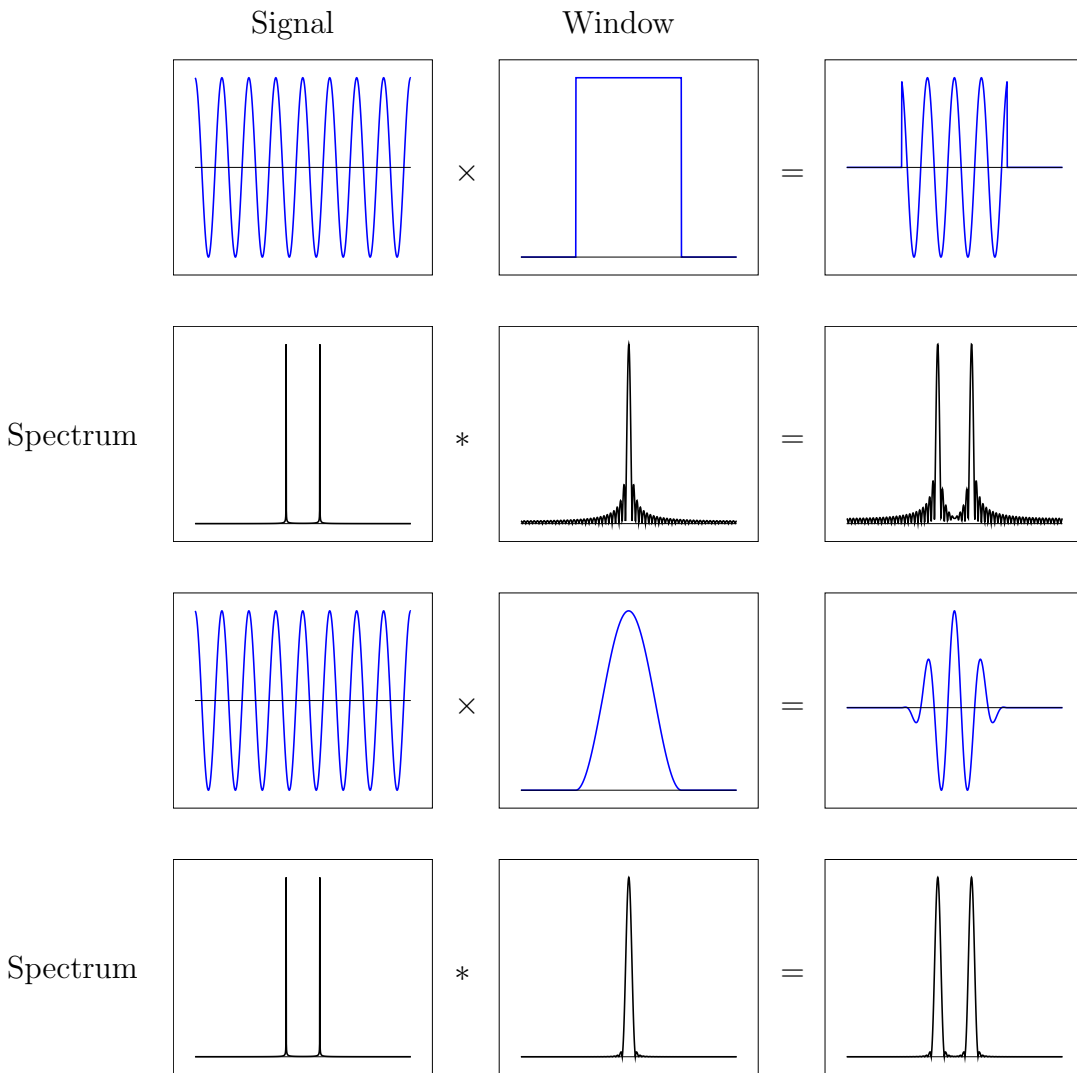 Signal Window
× =
Spectrum * =
× =
Spectrum * =